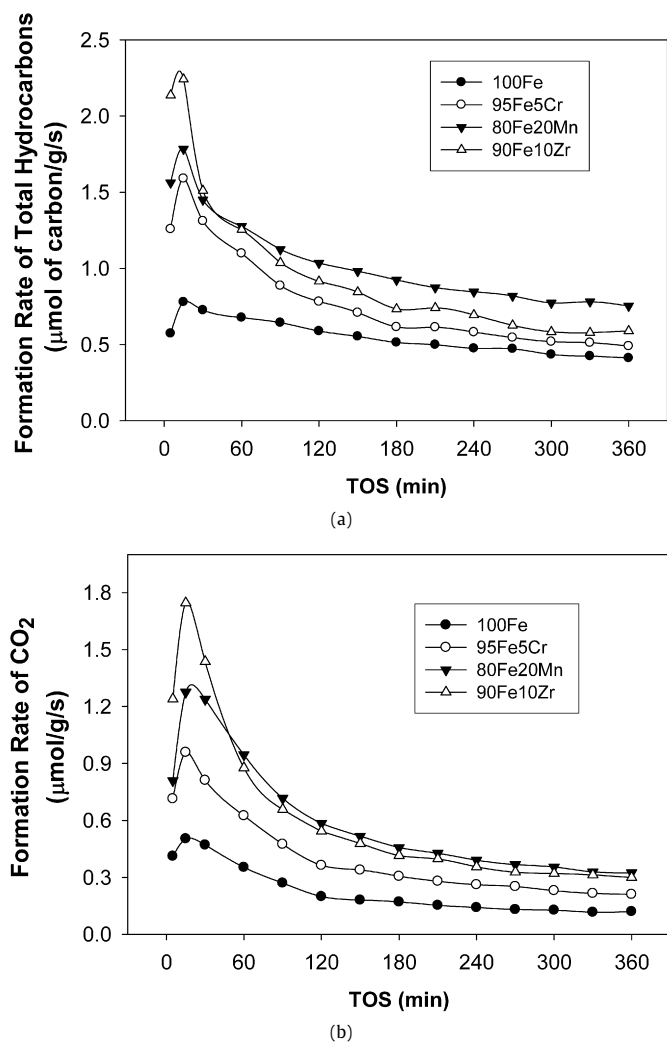 (a)
Formation Rate of Total Hydrocarbons
(μmol of carbon/g/s)
2.5
2.0
1.5
1.0
0.5
0.0
100Fe
95Fe5Cr
80Fe20Mn
90Fe10Zr
0 60 120 180 240 300 360
TOS (min)
(a)
Formation Rate of CO₂
(μmol/g/s)
1.8
1.5
1.2
0.9
0.6
0.3
0.0
100Fe
95Fe5Cr
80Fe20Mn
90Fe10Zr
0 60 120 180 240 300 360
TOS (min)
(b)